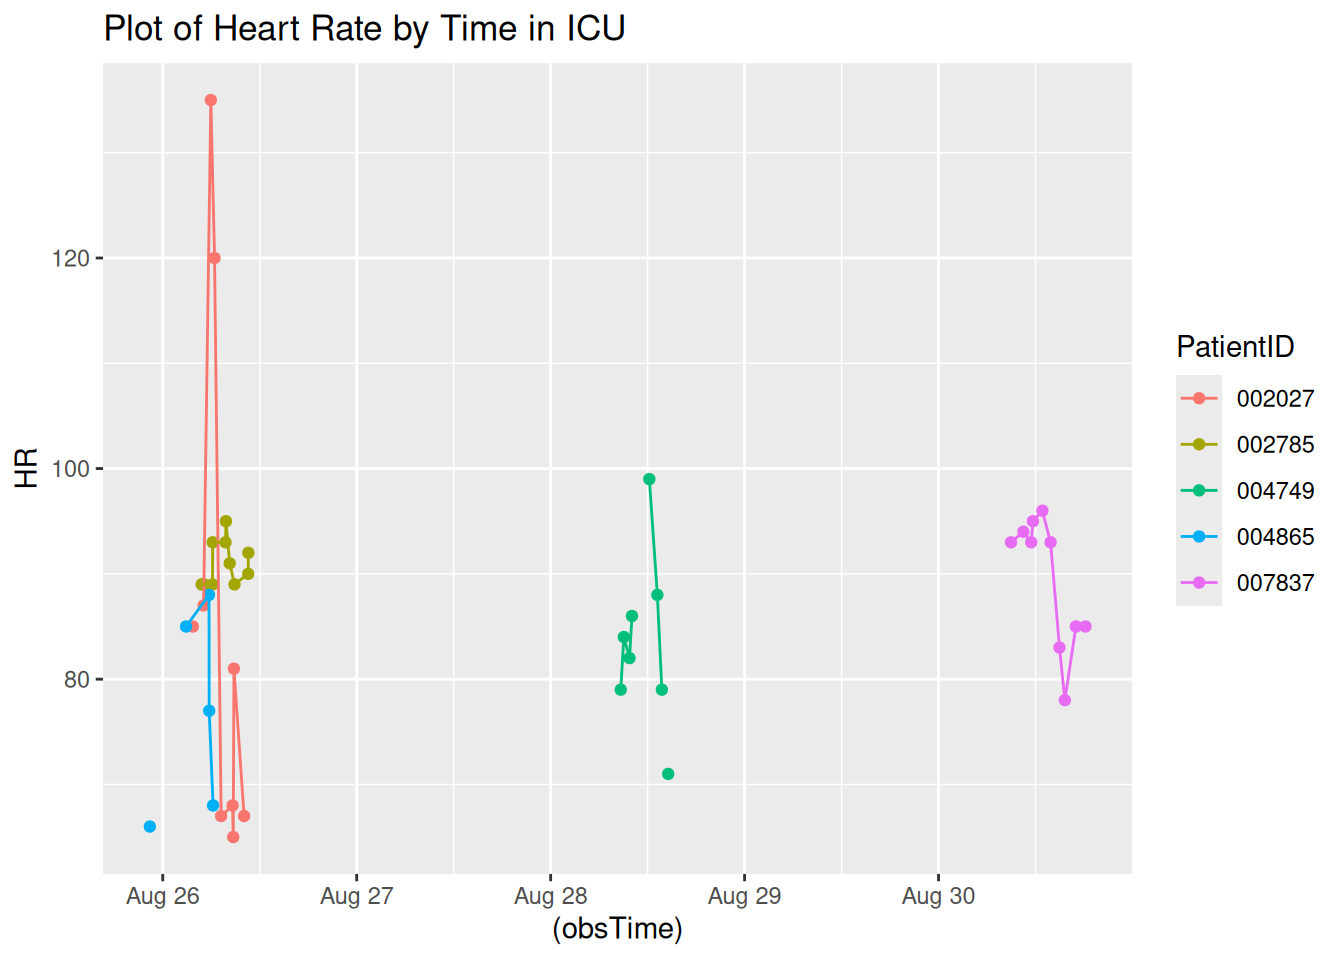 Plot of Heart Rate by Time in ICU
HR
120
100
80
Aug 26 Aug 27 Aug 28 Aug 29 Aug 30
(obsTime)
PatientID
002027
002785
004749
004865
007837